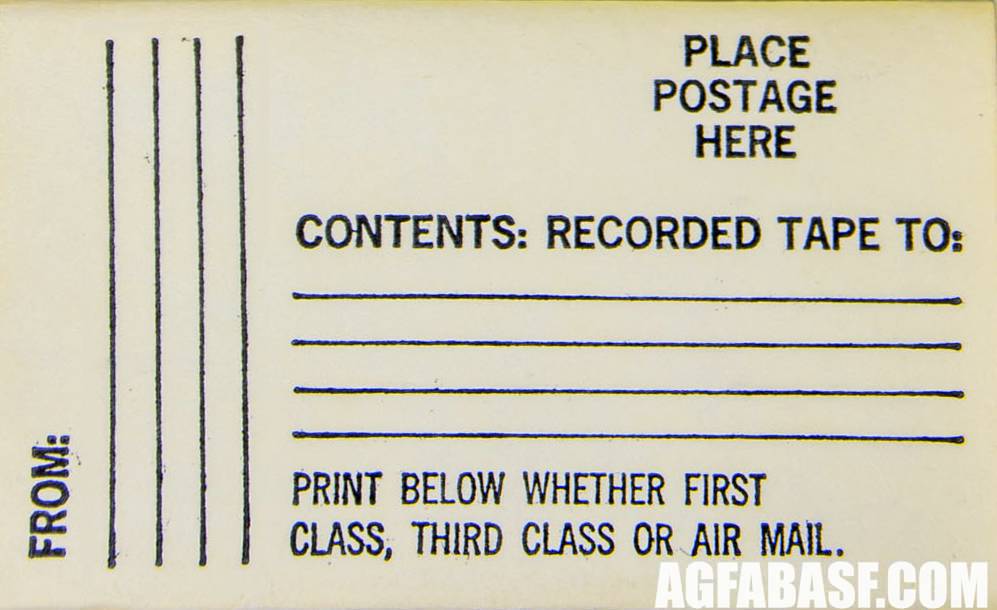 PLACE
POSTAGE
HERE
CONTENTS: RECORDED TAPE TO:
FROM:
PRINT BELOW WHETHER FIRST
CLASS, THIRD CLASS OR AIR MAIL.
AGFABASF.COM